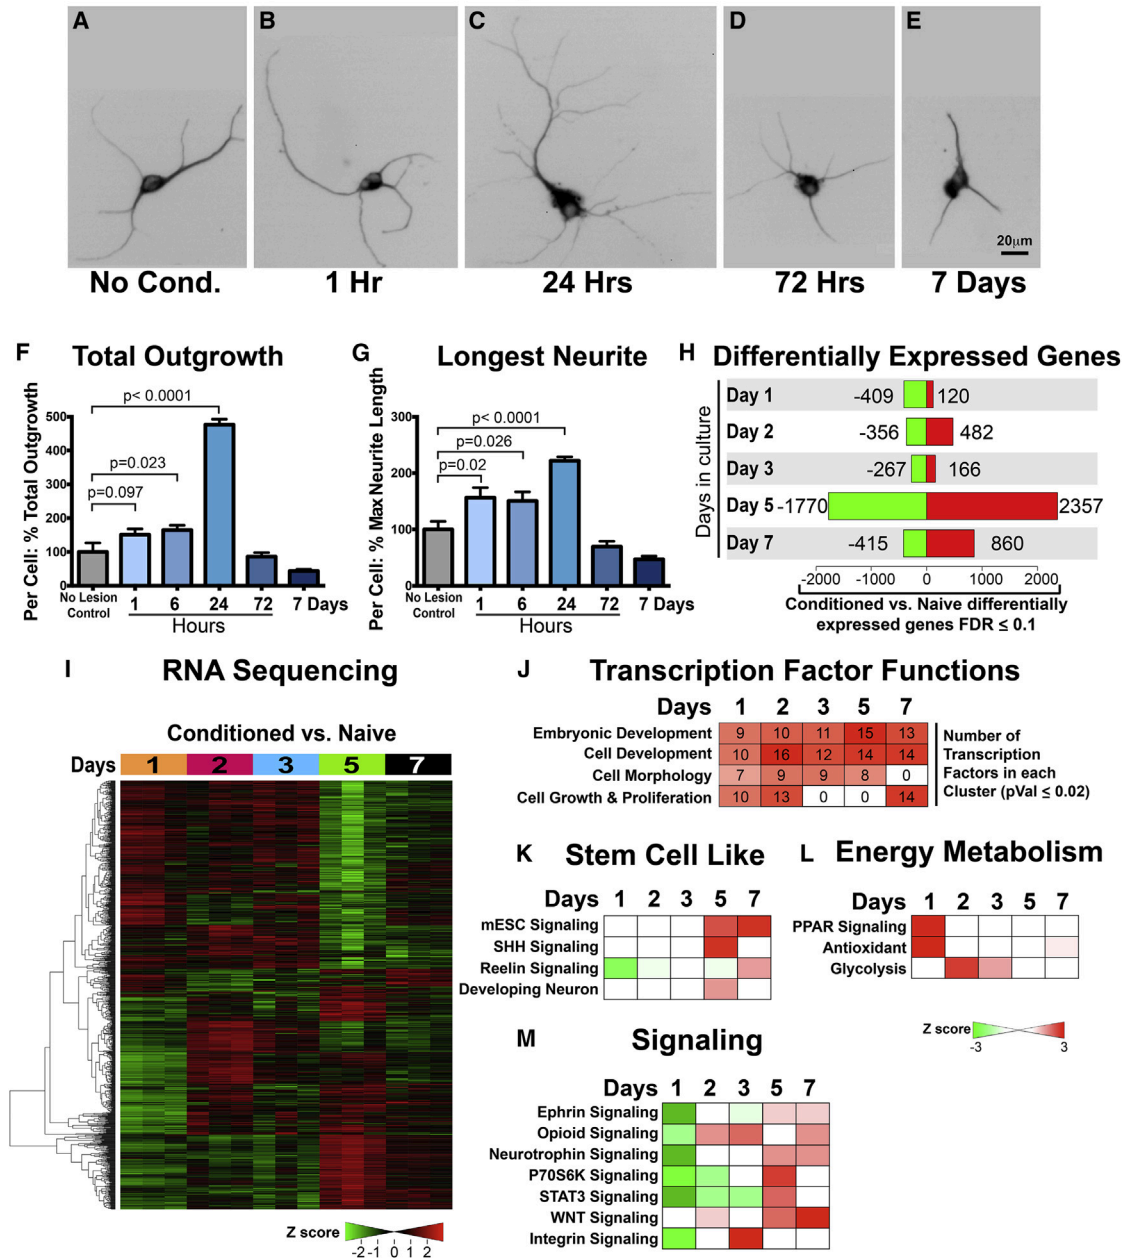 A
B
C
D
E
20µm
No Cond.
1 Hr
24 Hrs
72 Hrs
7 Days
F
Total Outgrowth
Per Cell: % Total Outgrowth
500
400
300
200
100
0
p< 0.0001
p=0.023
p=0.097
No Lesion
Control
1
6
24
72
7 Days
Hours
G
Longest Neurite
Per Cell: % Max Neurite Length
300
200
100
0
p< 0.0001
p=0.026
p=0.02
No Lesion
Control
1
6
24
72
7 Days
Hours
H
Differentially Expressed Genes
Days in culture
Day 1 -409 120
Day 2 -356 482
Day 3 -267 166
Day 5 -1770 2357
Day 7 -415 860
-2000 -1000 0 1000 2000
Conditioned vs. Naive differentially
expressed genes FDR ≤ 0.1
I
RNA Sequencing
Conditioned vs. Naive
Days 1 2 3 5 7
Z score
-2 -1 0 1 2
J
Transcription Factor Functions
Days 1 2 3 5 7
Embryonic Development 9 10 11 15 13
Cell Development 10 16 12 14 14
Cell Morphology 7 9 9 8 0
Cell Growth & Proliferation 10 13 0 0 14
Number of
Transcription
Factors in each
Cluster (pVal ≤ 0.02)
K
Stem Cell Like
Days 1 2 3 5 7
mESC Signaling
SHH Signaling
Reelin Signaling
Developing Neuron
L
Energy Metabolism
Days 1 2 3 5 7
PPAR Signaling
Antioxidant
Glycolysis
Z score
-3 3
M
Signaling
Days 1 2 3 5 7
Ephrin Signaling
Opioid Signaling
Neurotrophin Signaling
P70S6K Signaling
STAT3 Signaling
WNT Signaling
Integrin Signaling